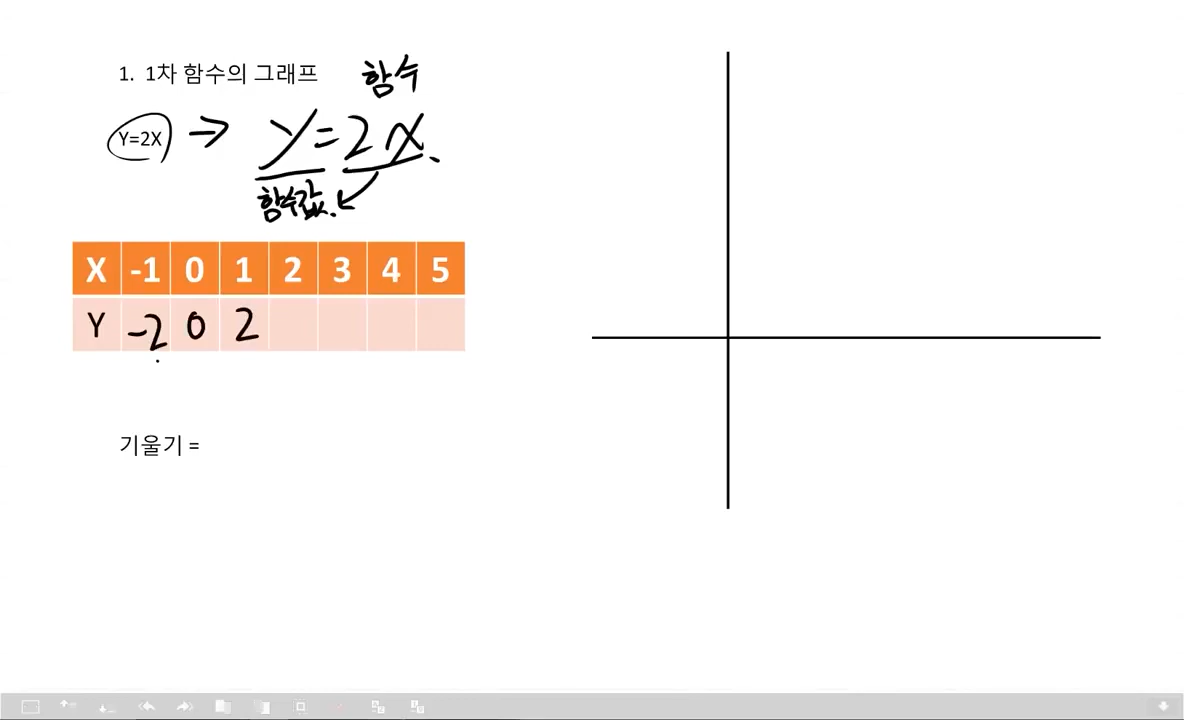 1. 1차 함수의 그래프 함수
Y=2X → y=2x.
함수값.
X -1 0 1 2 3 4 5
Y -2 0 2
기울기 =